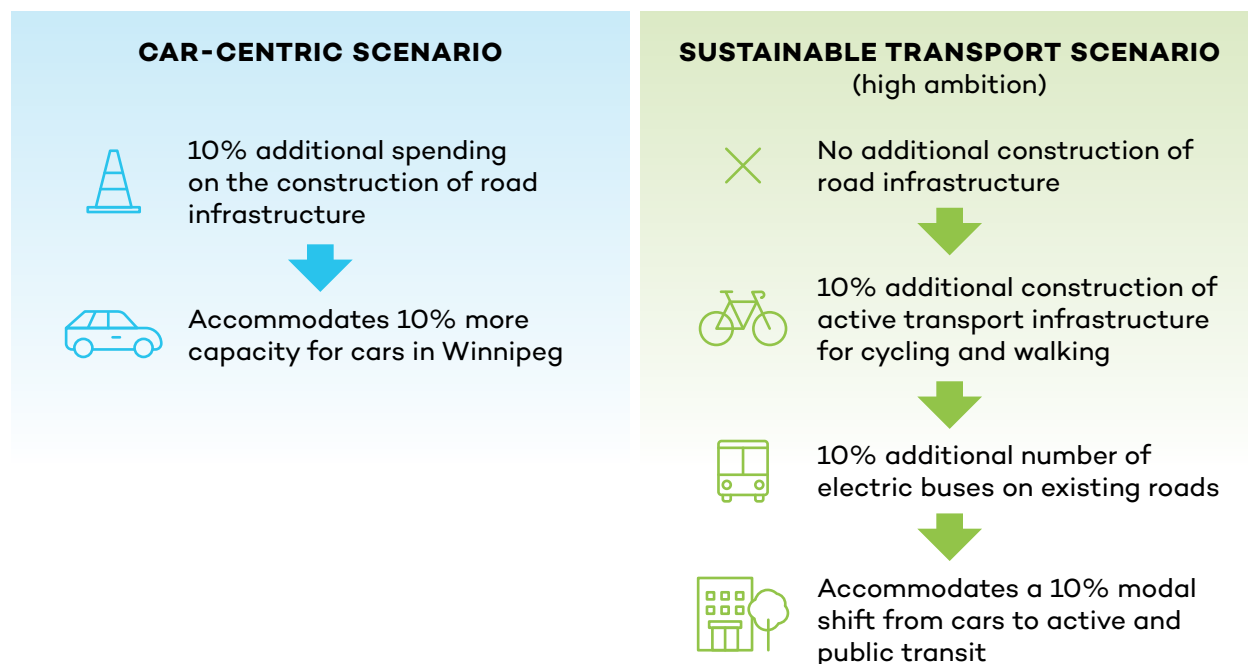 CAR-CENTRIC SCENARIO
10% additional spending
on the construction of road
infrastructure
Accommodates 10% more
capacity for cars in Winnipeg
SUSTAINABLE TRANSPORT SCENARIO
(high ambition)
No additional construction of
road infrastructure
10% additional construction of
active transport infrastructure
for cycling and walking
10% additional number of
electric buses on existing roads
Accommodates a 10% modal
shift from cars to active and
public transit